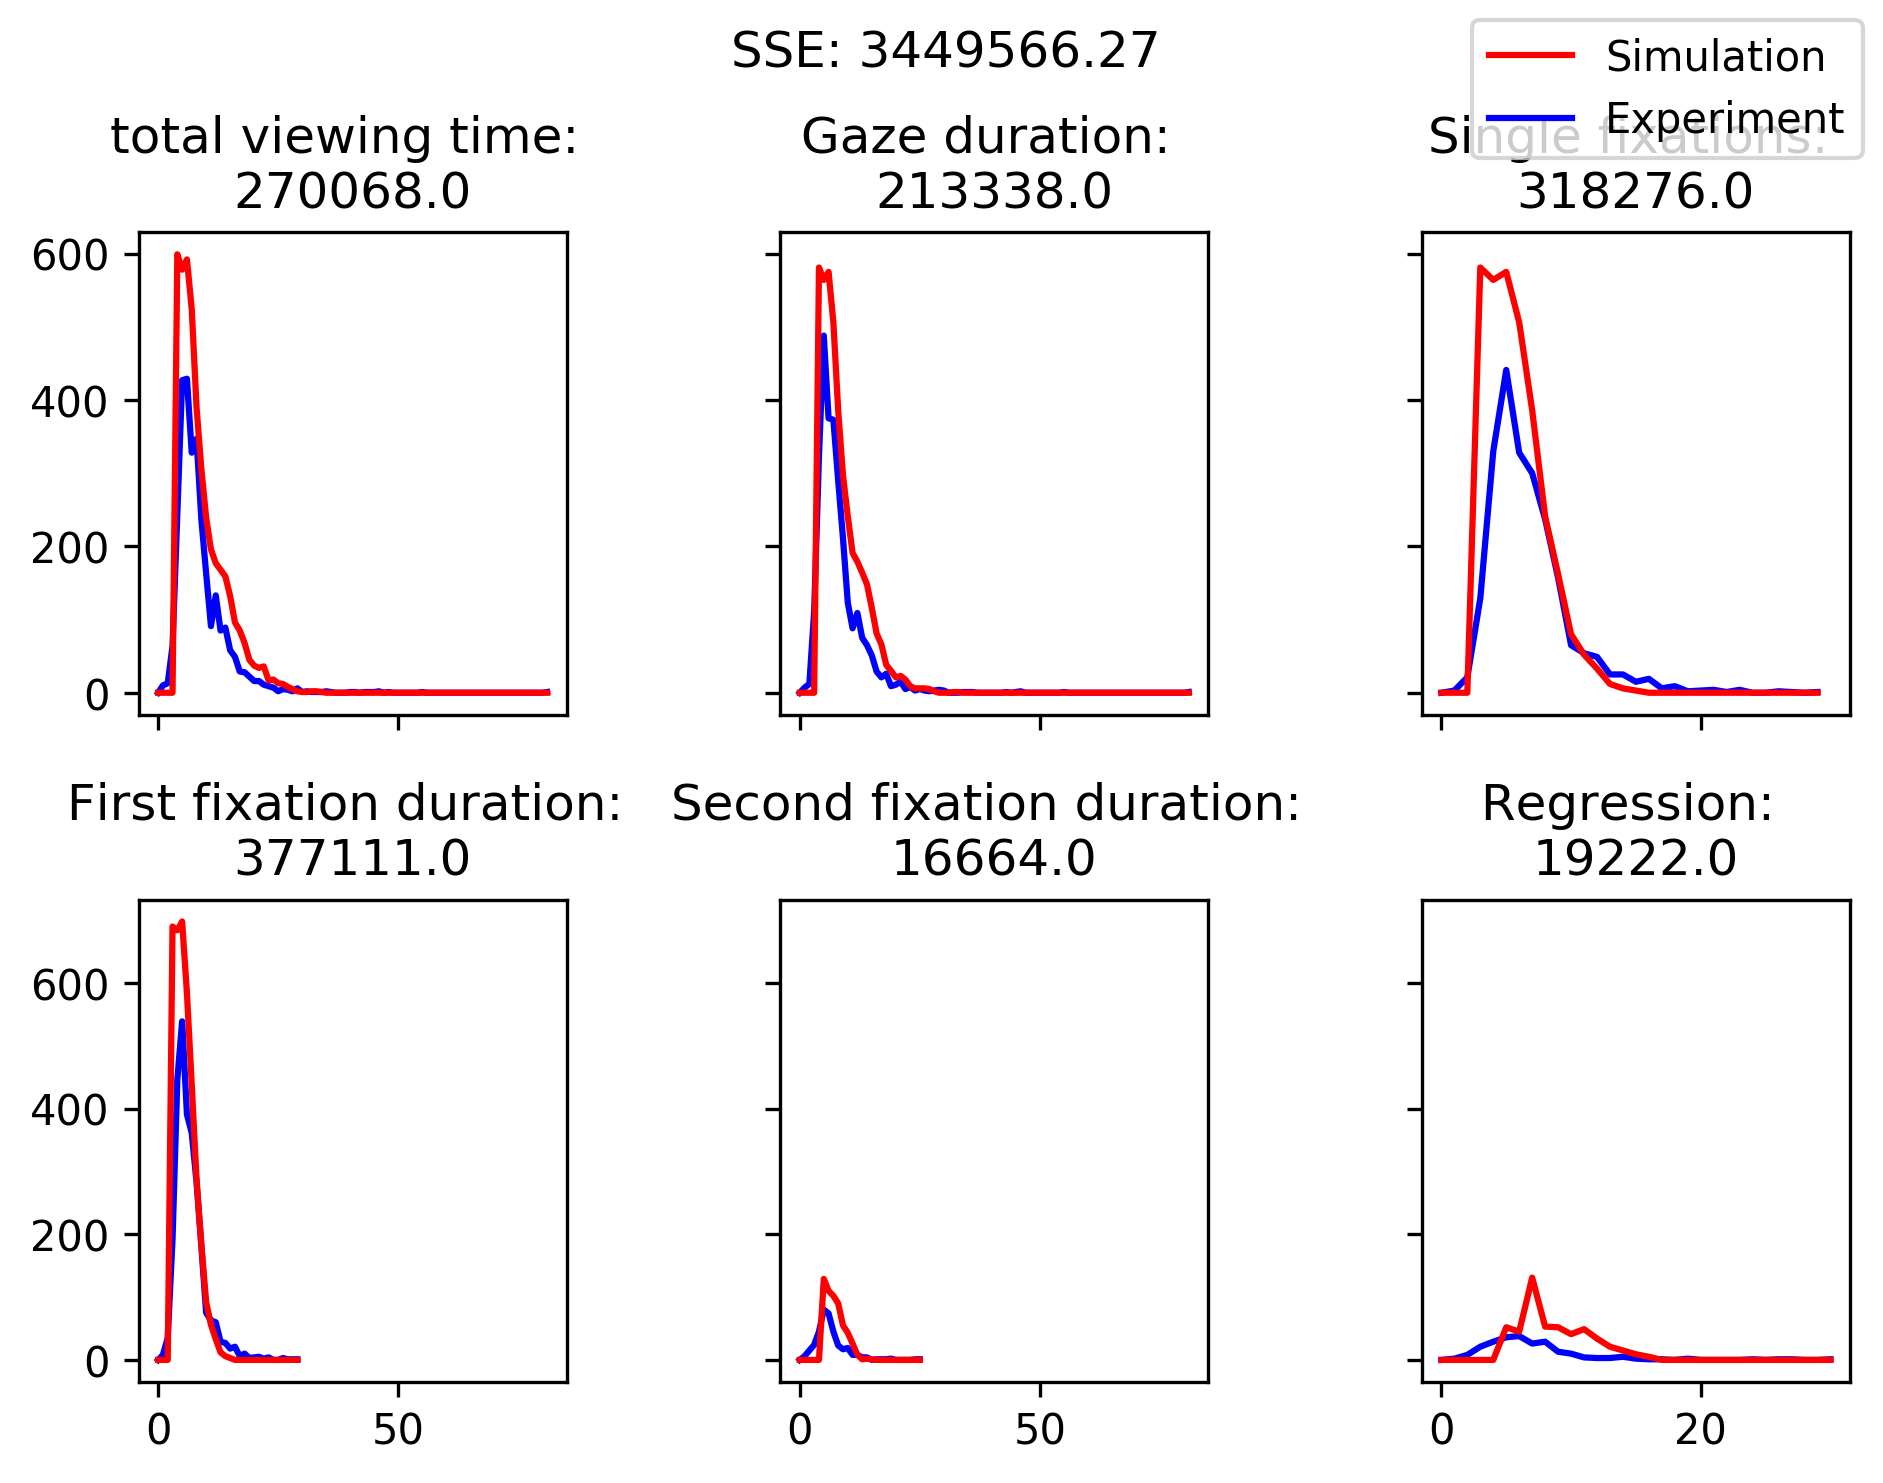 SSE: 3449566.27
Simulation
Experiment
total viewing time:
270068.0
Gaze duration:
213338.0
Single fixations:
318276.0
600
400
200
0
First fixation duration:
377111.0
Second fixation duration:
16664.0
Regression:
19222.0
600
400
200
0
0 50
0 50
0 20